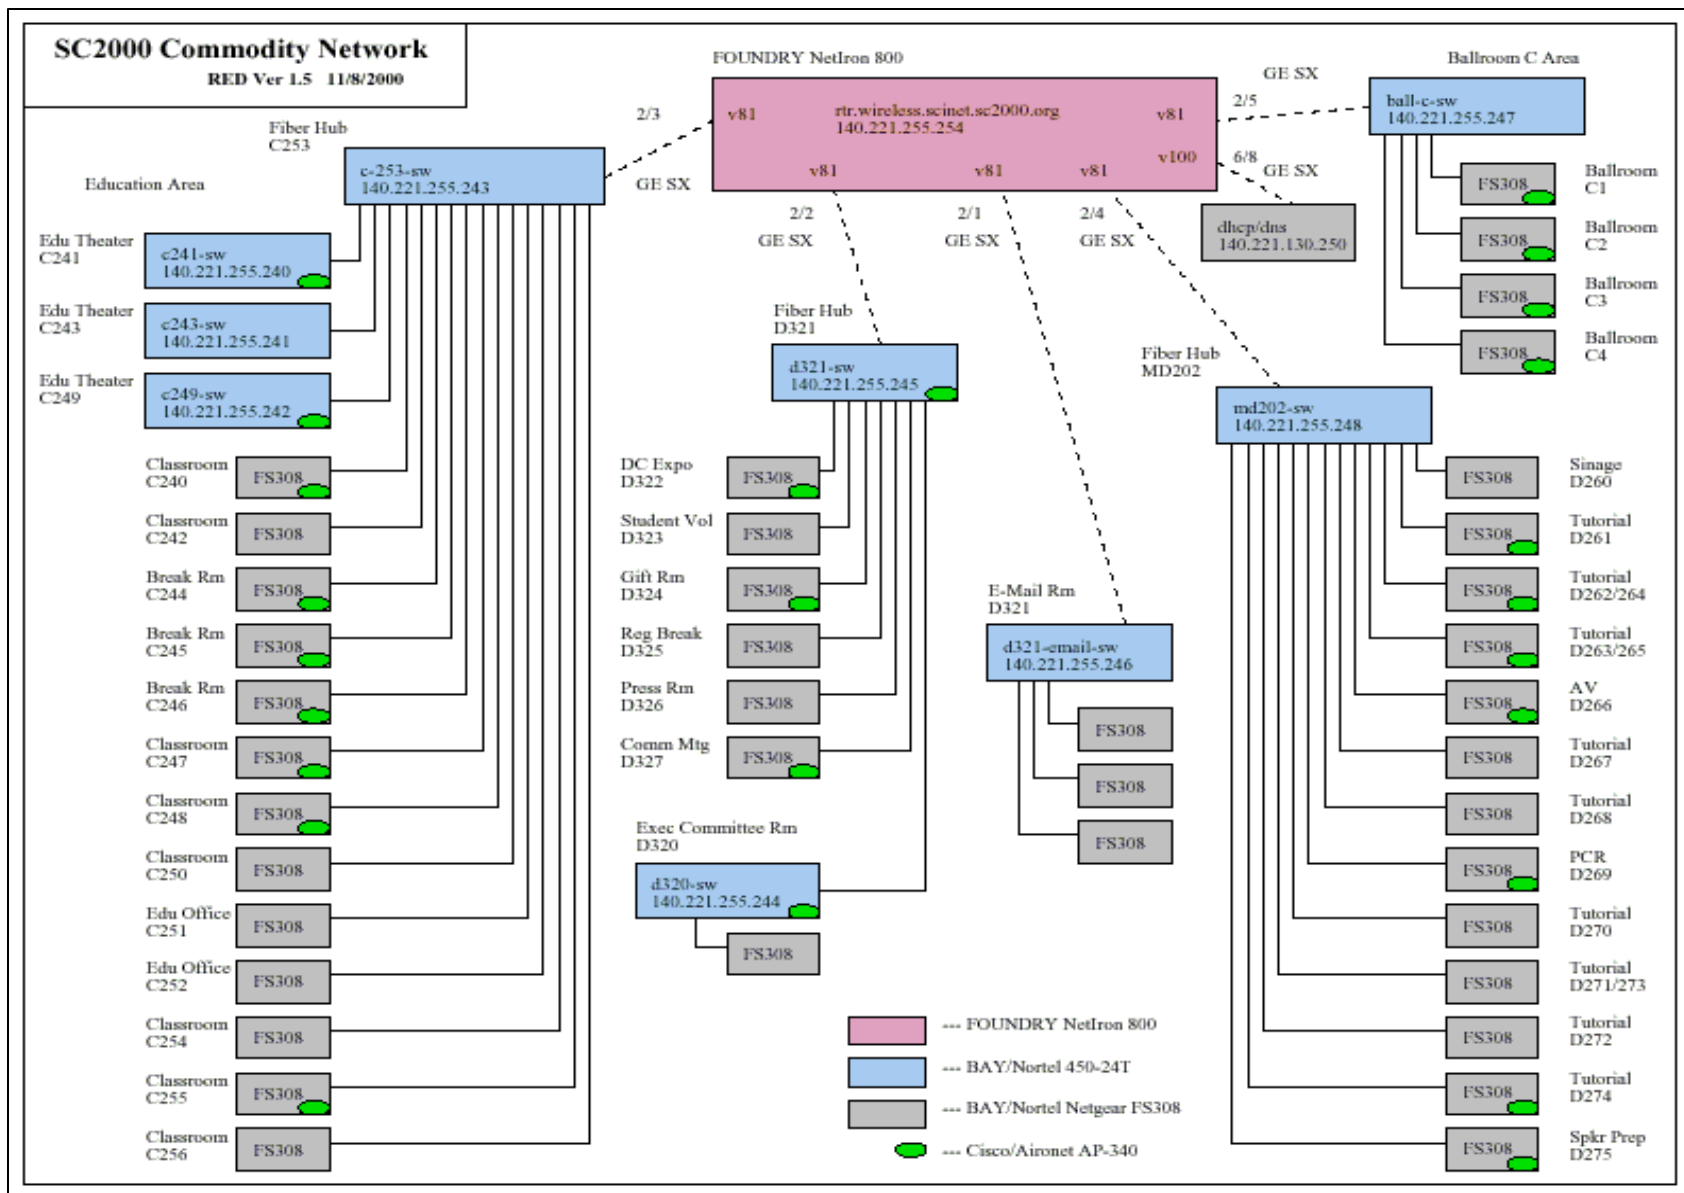 SC2000 Commodity Network
RED Ver 1.5 11/8/2000
FOUNDRY NetIron 800
v81
rtr.wireless.scinet.sc2000.org
140.221.255.254
v81
v100
v81
v81
v81
2/3
GE SX
GE SX
2/5
6/8
GE SX
2/2
GE SX
2/1
GE SX
2/4
GE SX
dhcp/dns
140.221.130.250
Fiber Hub
C253
c-253-sw
140.221.255.243
Education Area
Edu Theater
C241
c241-sw
140.221.255.240
Edu Theater
C243
c243-sw
140.221.255.241
Edu Theater
C249
c249-sw
140.221.255.242
Classroom
C240
FS308
Classroom
C242
FS308
Break Rm
C244
FS308
Break Rm
C245
FS308
Break Rm
C246
FS308
Classroom
C247
FS308
Classroom
C248
FS308
Classroom
C250
FS308
Edu Office
C251
FS308
Edu Office
C252
FS308
Classroom
C254
FS308
Classroom
C255
FS308
Classroom
C256
FS308
Fiber Hub
D321
d321-sw
140.221.255.245
DC Expo
D322
FS308
Student Vol
D323
FS308
Gift Rm
D324
FS308
Reg Break
D325
FS308
Press Rm
D326
FS308
Comm Mtg
D327
FS308
Exec Committee Rm
D320
d320-sw
140.221.255.244
FS308
E-Mail Rm
D321
d321-email-sw
140.221.255.246
FS308
FS308
FS308
Ballroom C Area
ball-c-sw
140.221.255.247
FS308
Ballroom
C1
FS308
Ballroom
C2
FS308
Ballroom
C3
FS308
Ballroom
C4
Fiber Hub
MD202
md202-sw
140.221.255.248
FS308
Sinage
D260
FS308
Tutorial
D261
FS308
Tutorial
D262/264
FS308
Tutorial
D263/265
FS308
AV
D266
FS308
Tutorial
D267
FS308
Tutorial
D268
FS308
PCR
D269
FS308
Tutorial
D270
FS308
Tutorial
D271/273
FS308
Tutorial
D272
FS308
Tutorial
D274
FS308
Spkr Prep
D275
--- FOUNDRY NetIron 800
--- BAY/Nortel 450-24T
--- BAY/Nortel Netgear FS308
--- Cisco/Aironet AP-340